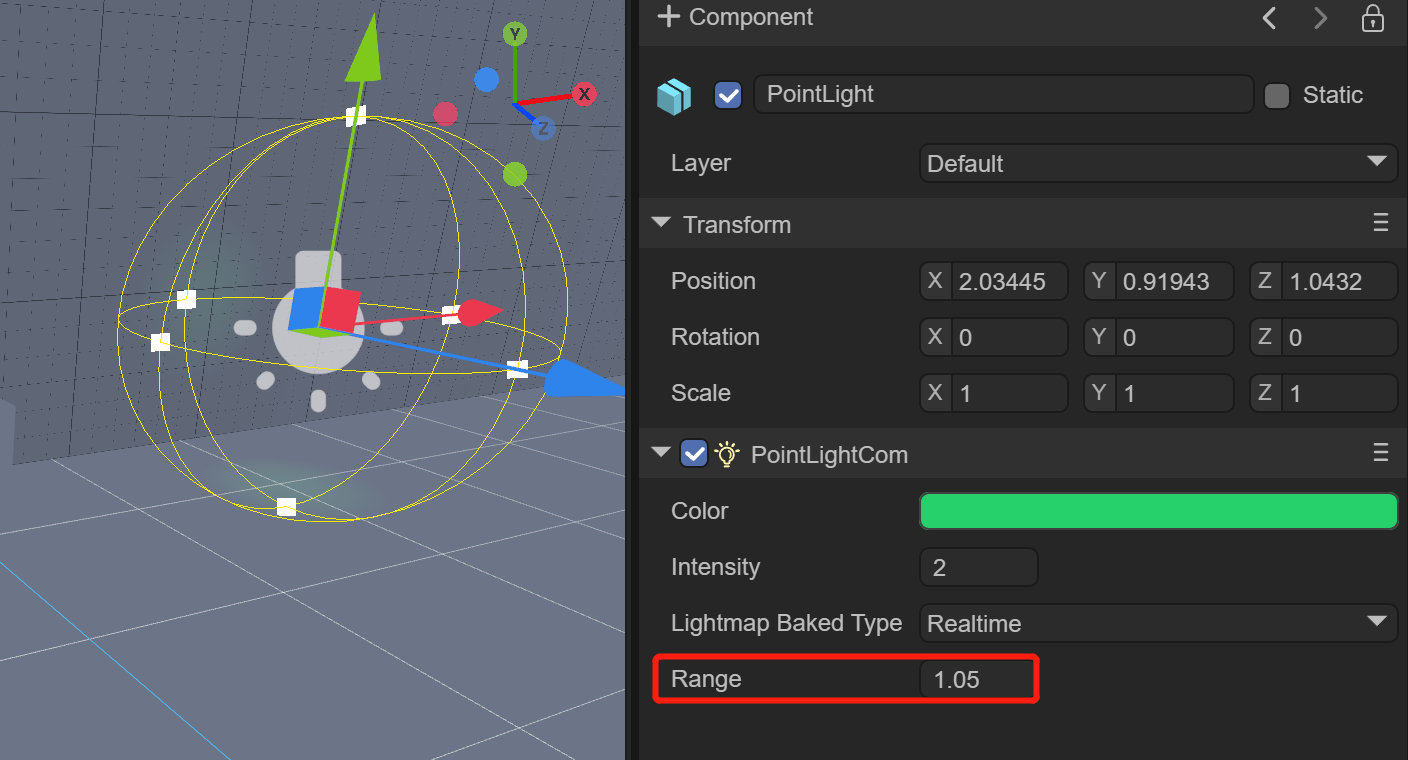 Y
X
Z
Component
PointLight
Static
Layer
Default
Transform
Position
X 2.03445 Y 0.91943 Z 1.0432
Rotation
X 0 Y 0 Z 0
Scale
X 1 Y 1 Z 1
PointLightCom
Color
Intensity
2
Lightmap Baked Type
Realtime
Range
1.05